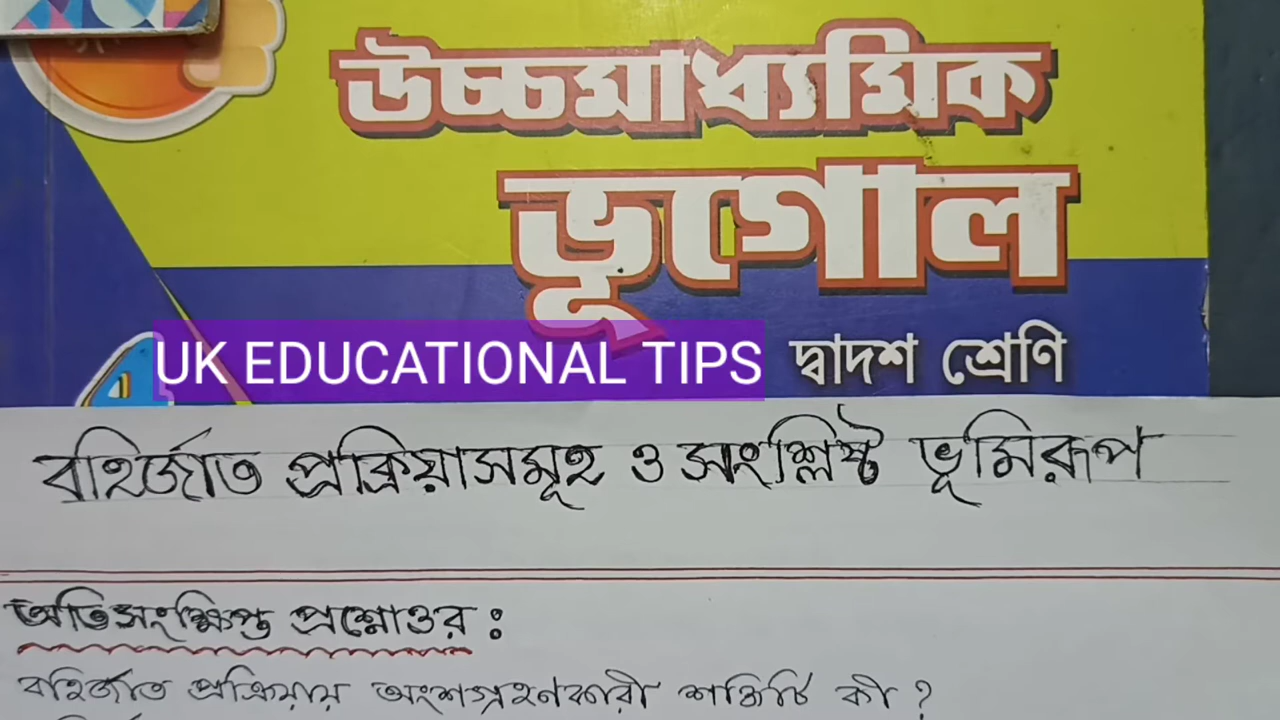 উচ্চমাধ্যমিক
ভূগোল
UK EDUCATIONAL TIPS দ্বাদশ শ্রেণি
বহির্জাত প্রক্রিয়াসমূহ ও সংশ্লিষ্ট ভূমিরূপ
অতিসংক্ষিপ্ত প্রশ্নোত্তর :
বহির্জাত প্রক্রিয়ায় অংশগ্রহণকারী শক্তিটি কী ?